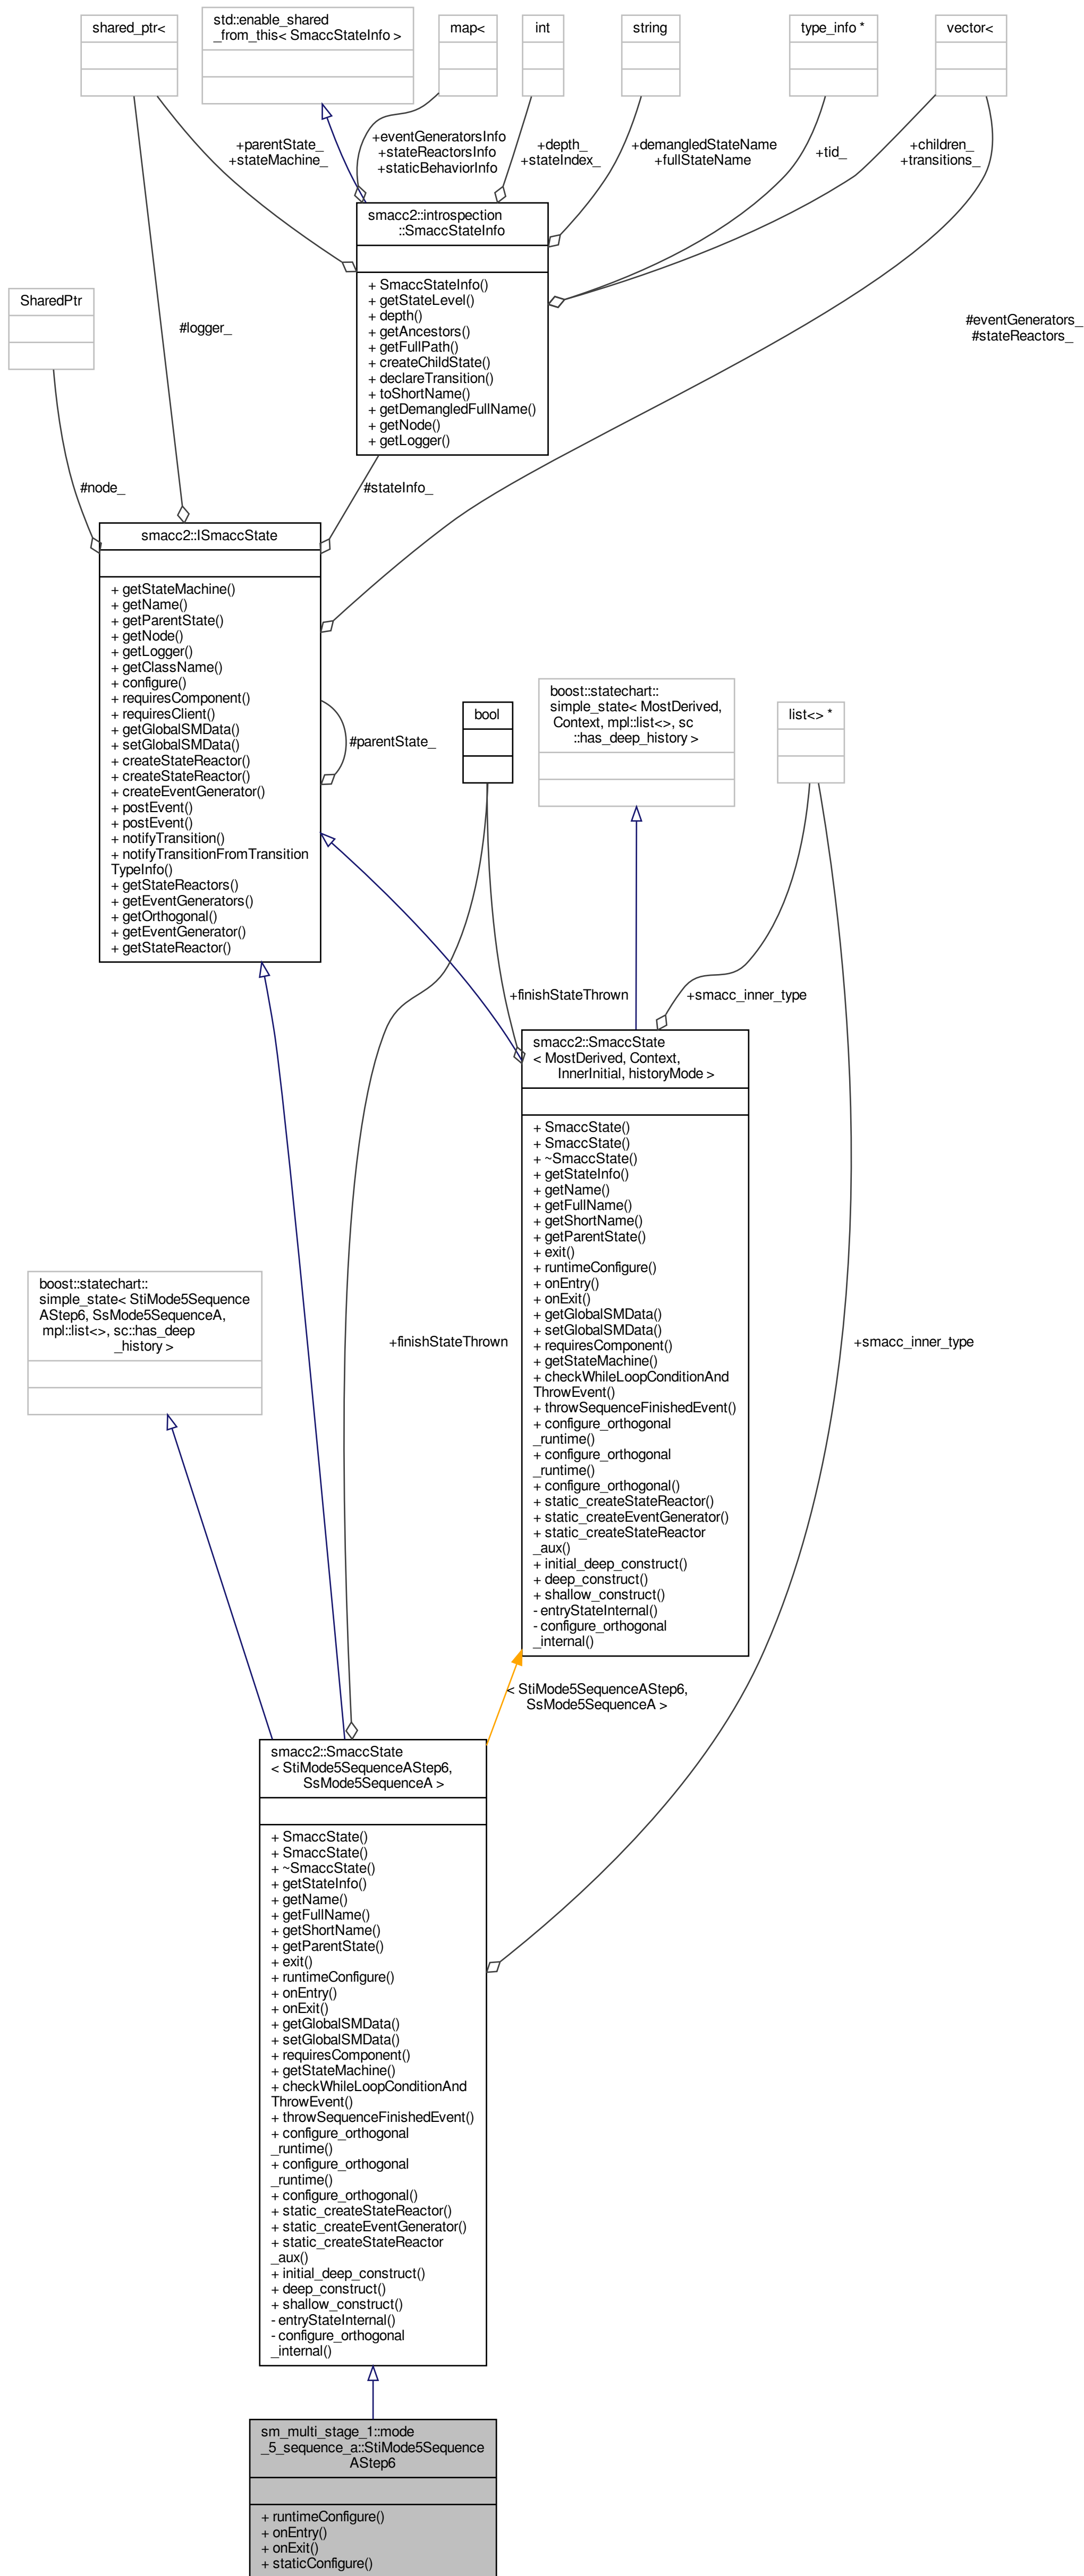 shared_ptr<
std::enable_shared
_from_this< SmaccStateInfo >
map<
int
string
type_info *
vector<
+parentState_
+stateMachine_
+eventGeneratorsInfo
+stateReactorsInfo
+staticBehaviorInfo
+depth_
+stateIndex_
+demangledStateName
+fullStateName
+tid_
+children_
+transitions_
smacc2::introspection
::SmaccStateInfo
+ SmaccStateInfo()
+ getStateLevel()
+ depth()
+ getAncestors()
+ getFullPath()
+ createChildState()
+ declareTransition()
+ toShortName()
+ getDemangledFullName()
+ getNode()
+ getLogger()
SharedPtr
#logger_
#eventGenerators_
#stateReactors_
#node_
#stateInfo_
smacc2::ISmaccState
+ getStateMachine()
+ getName()
+ getParentState()
+ getNode()
+ getLogger()
+ getClassName()
+ configure()
+ requiresComponent()
+ requiresClient()
+ getGlobalSMData()
+ setGlobalSMData()
+ createStateReactor()
+ createStateReactor()
+ createEventGenerator()
+ postEvent()
+ postEvent()
+ notifyTransition()
+ notifyTransitionFromTransition
TypeInfo()
+ getStateReactors()
+ getEventGenerators()
+ getOrthogonal()
+ getEventGenerator()
+ getStateReactor()
#parentState_
bool
boost::statechart::
simple_state< MostDerived,
Context, mpl::list<>, sc
::has_deep_history >
list<> *
+finishStateThrown
+smacc_inner_type
smacc2::SmaccState
< MostDerived, Context,
InnerInitial, historyMode >
+ SmaccState()
+ SmaccState()
+ ~SmaccState()
+ getStateInfo()
+ getName()
+ getFullName()
+ getShortName()
+ getParentState()
+ exit()
+ runtimeConfigure()
+ onEntry()
+ onExit()
+ getGlobalSMData()
+ setGlobalSMData()
+ requiresComponent()
+ getStateMachine()
+ checkWhileLoopConditionAnd
ThrowEvent()
+ throwSequenceFinishedEvent()
+ configure_orthogonal
_runtime()
+ configure_orthogonal
_runtime()
+ configure_orthogonal()
+ static_createStateReactor()
+ static_createEventGenerator()
+ static_createStateReactor
_aux()
+ initial_deep_construct()
+ deep_construct()
+ shallow_construct()
- entryStateInternal()
- configure_orthogonal
_internal()
boost::statechart::
simple_state< StiMode5Sequence
AStep6, SsMode5SequenceA,
mpl::list<>, sc::has_deep
_history >
+finishStateThrown
+smacc_inner_type
< StiMode5SequenceAStep6,
SsMode5SequenceA >
smacc2::SmaccState
< StiMode5SequenceAStep6,
SsMode5SequenceA >
+ SmaccState()
+ SmaccState()
+ ~SmaccState()
+ getStateInfo()
+ getName()
+ getFullName()
+ getShortName()
+ getParentState()
+ exit()
+ runtimeConfigure()
+ onEntry()
+ onExit()
+ getGlobalSMData()
+ setGlobalSMData()
+ requiresComponent()
+ getStateMachine()
+ checkWhileLoopConditionAnd
ThrowEvent()
+ throwSequenceFinishedEvent()
+ configure_orthogonal
_runtime()
+ configure_orthogonal
_runtime()
+ configure_orthogonal()
+ static_createStateReactor()
+ static_createEventGenerator()
+ static_createStateReactor
_aux()
+ initial_deep_construct()
+ deep_construct()
+ shallow_construct()
- entryStateInternal()
- configure_orthogonal
_internal()
sm_multi_stage_1::mode
_5_sequence_a::StiMode5Sequence
AStep6
+ runtimeConfigure()
+ onEntry()
+ onExit()
+ staticConfigure()